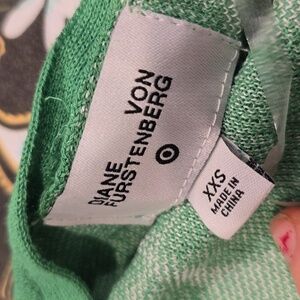 DIANE
VON
FURSTENBERG
XXS
MADE IN
CHINA